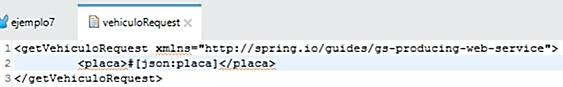 ejemplo7 vehiculoRequest
1 <getVehiculoRequest xmlns="http://spring.io/guides/gs-producing-web-service">
2 <placa>#[json:placa]</placa>
3 </getVehiculoRequest>